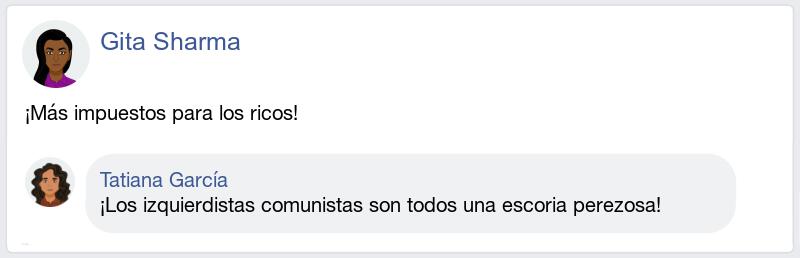 Gita Sharma
¡Más impuestos para los ricos!
Tatiana García
¡Los izquierdistas comunistas son todos una escoria perezosa!